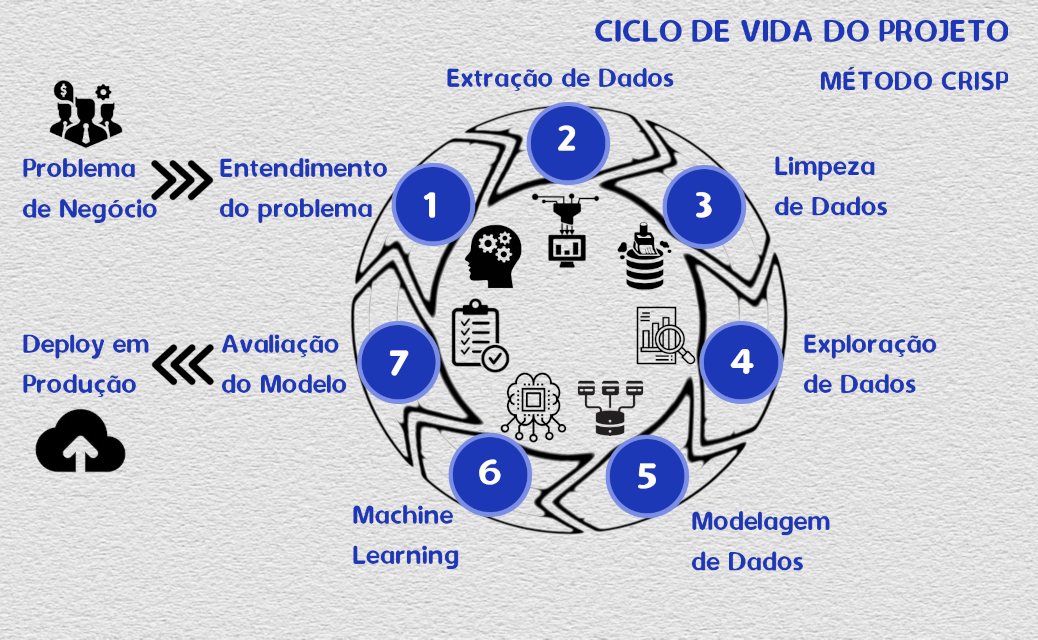 CICLO DE VIDA DO PROJETO
MÉTODO CRISP
$
Problema
de Negócio
Entendimento
do problema
1
Extração de Dados
2
3
Limpeza
de Dados
4
Exploração
de Dados
5
Modelagem
de Dados
6
Machine
Learning
7
Avaliação
do Modelo
Deploy em
Produção